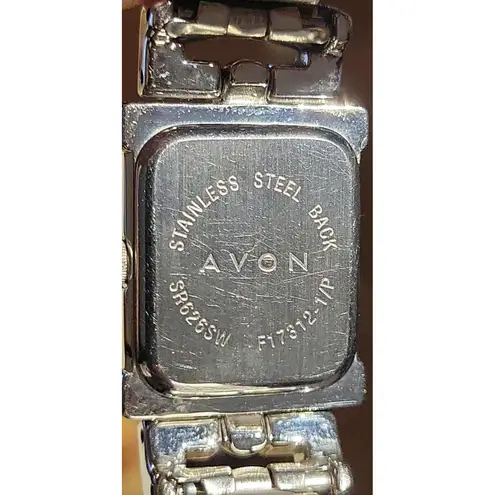 STAINLESS STEEL BACK
AVON
SR626SW F17312-1/P